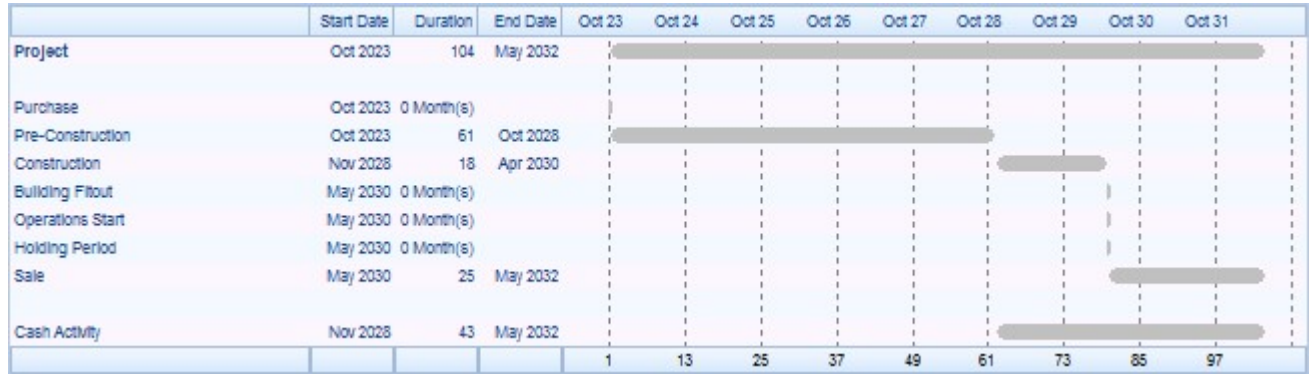 Start Date Duration End Date Oct 23 Oct 24 Oct 25 Oct 26 Oct 27 Oct 28 Oct 29 Oct 30 Oct 31
Project Oct 2023 104 May 2032
Purchase Oct 2023 0 Month(s)
Pre-Construction Oct 2023 61 Oct 2028
Construction Nov 2028 18 Apr 2030
Building Fitout May 2030 0 Month(s)
Operations Start May 2030 0 Month(s)
Holding Period May 2030 0 Month(s)
Sale May 2030 25 May 2032
Cash Activity Nov 2028 43 May 2032
1 13 25 37 49 61 73 85 97